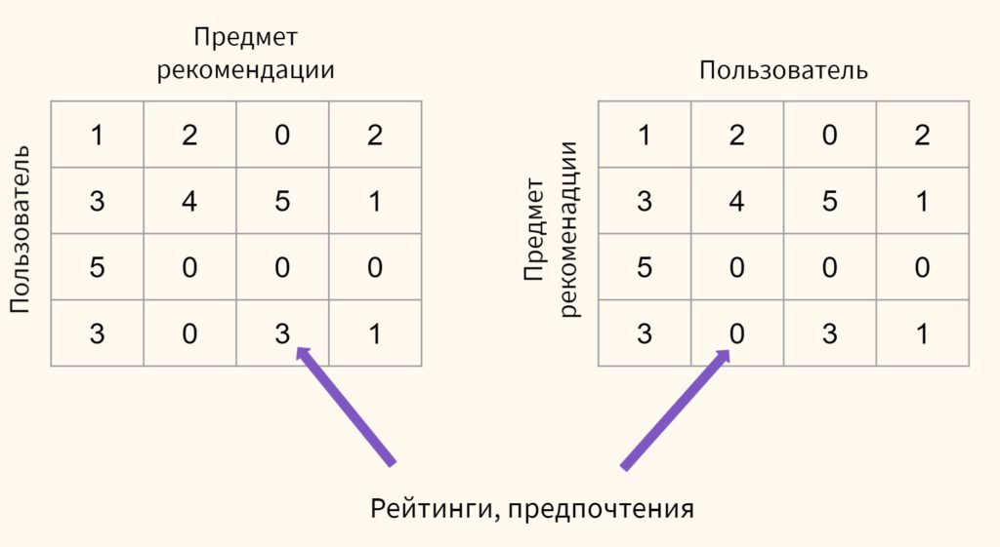 Предмет
рекомендации
Пользователь
1 2 0 2
3 4 5 1
5 0 0 0
3 0 3 1
Пользователь
Предмет
рекоменадции
1 2 0 2
3 4 5 1
5 0 0 0
3 0 3 1
Рейтинги, предпочтения